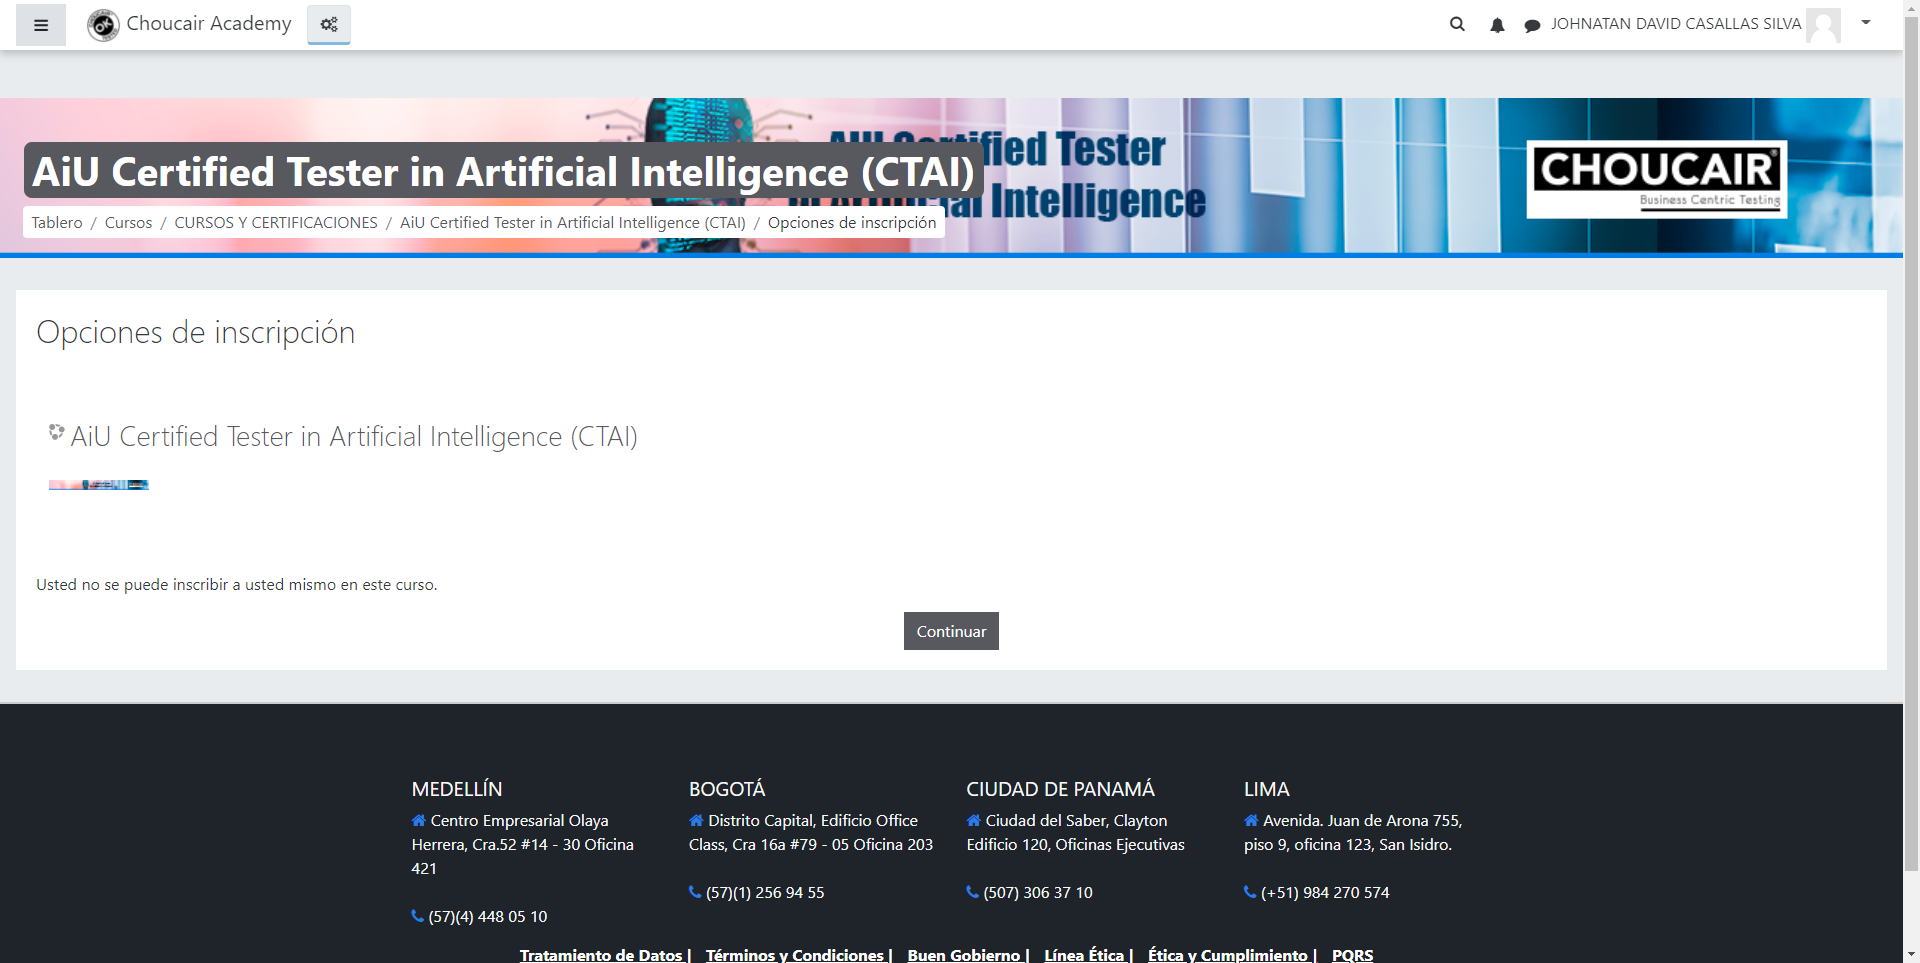 Choucair Academy
JOHNATAN DAVID CASALLAS SILVA
AiU Certified Tester in Artificial Intelligence (CTAI)
fied Tester
Intelligence
CHOUCAIR®
Business Centric Testing
Tablero / Cursos / CURSOS Y CERTIFICACIONES / AiU Certified Tester in Artificial Intelligence (CTAI) / Opciones de inscripción
Opciones de inscripción
AiU Certified Tester in Artificial Intelligence (CTAI)
Usted no se puede inscribir a usted mismo en este curso.
Continuar
MEDELLÍN
Centro Empresarial Olaya
Herrera, Cra.52 #14 - 30 Oficina
421
(57)(4) 448 05 10
BOGOTÁ
Distrito Capital, Edificio Office
Class, Cra 16a #79 - 05 Oficina 203
(57)(1) 256 94 55
CIUDAD DE PANAMÁ
Ciudad del Saber, Clayton
Edificio 120, Oficinas Ejecutivas
(507) 306 37 10
LIMA
Avenida. Juan de Arona 755,
piso 9, oficina 123, San Isidro.
(+51) 984 270 574
Tratamiento de Datos | Términos y Condiciones | Buen Gobierno | Línea Ética | Ética y Cumplimiento | PQRS